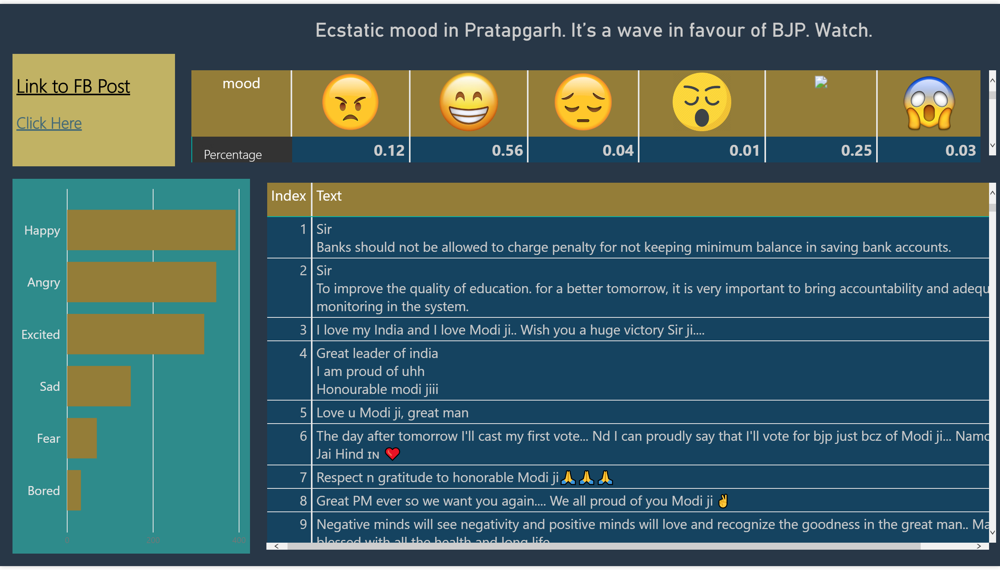 Ecstatic mood in Pratapgarh. It’s a wave in favour of BJP. Watch.
Link to FB Post
Click Here
mood
Percentage 0.12 0.56 0.04 0.01 0.25 0.03
Happy
Angry
Excited
Sad
Fear
Bored
0 200 400
Index Text
1 Sir
Banks should not be allowed to charge penalty for not keeping minimum balance in saving bank accounts.
2 Sir
To improve the quality of education. for a better tomorrow, it is very important to bring accountability and adequ
monitoring in the system.
3 I love my India and I love Modi ji.. Wish you a huge victory Sir ji....
4 Great leader of india
I am proud of uhh
Honourable modi jiii
5 Love u Modi ji, great man
6 The day after tomorrow I'll cast my first vote... Nd I can proudly say that I'll vote for bjp just bcz of Modi ji... Namo
Jai Hind 🇮🇳 ❤️
7 Respect n gratitude to honorable Modi ji🙏🙏🙏
8 Great PM ever so we want you again.... We all proud of you Modi ji ✌️
9 Negative minds will see negativity and positive minds will love and recognize the goodness in the great man.. Ma
blessed with all the health and long life